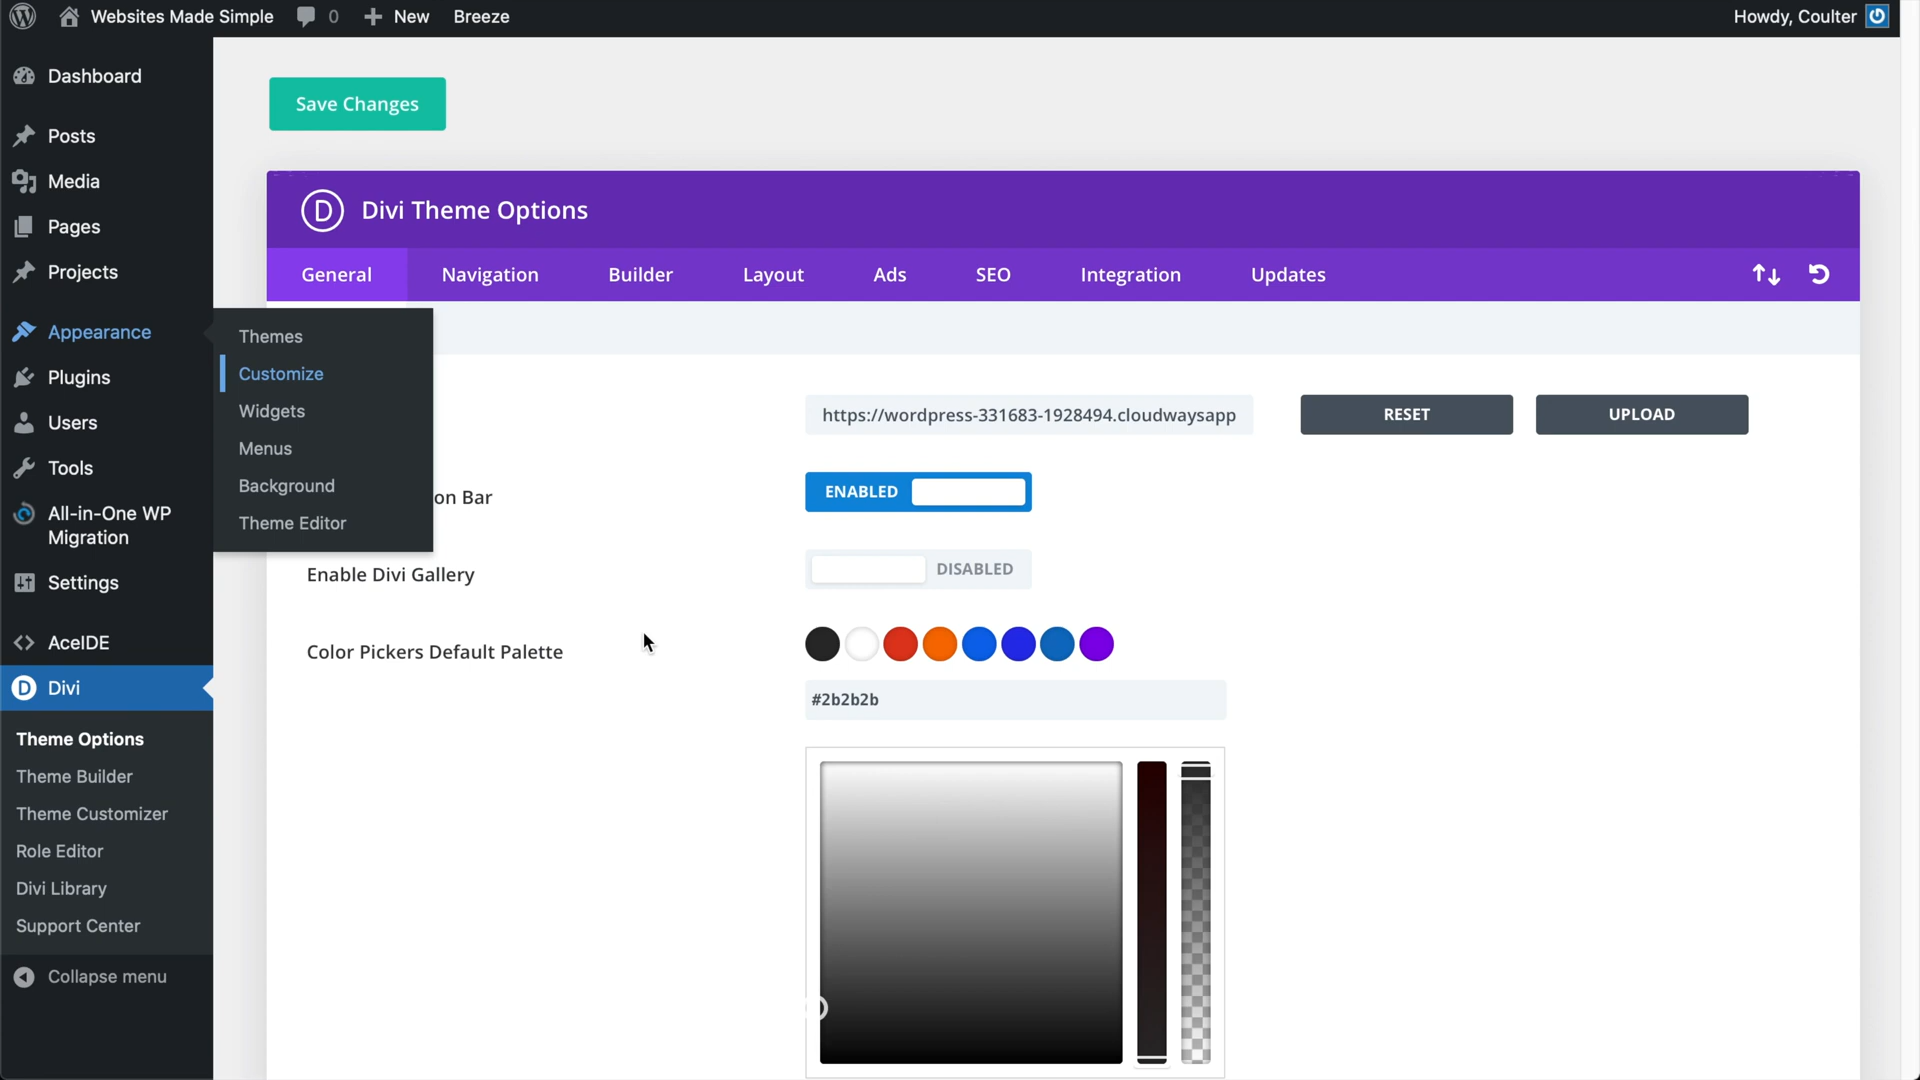 Websites Made Simple
0
New
Breeze
Howdy, Coulter
Dashboard
Posts
Media
Pages
Projects
Appearance
Plugins
Users
Tools
All-in-One WP
Migration
Settings
AceIDE
Divi
Theme Options
Theme Builder
Theme Customizer
Role Editor
Divi Library
Support Center
Collapse menu
Themes
Customize
Widgets
Menus
Background
Theme Editor
Save Changes
D
Divi Theme Options
General
Navigation
Builder
Layout
Ads
SEO
Integration
Updates
https://wordpress-331683-1928494.cloudwaysapp
RESET
UPLOAD
on Bar
ENABLED
Enable Divi Gallery
DISABLED
Color Pickers Default Palette
#2b2b2b